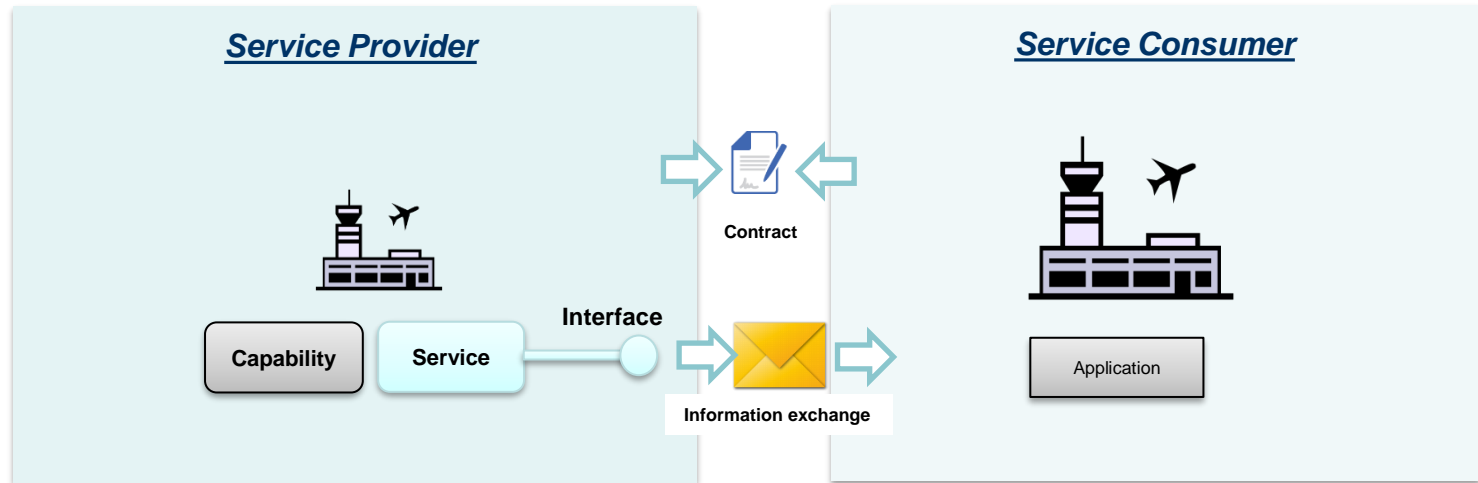 Service Provider
Service Consumer
Contract
Interface
Capability
Service
Application
Information exchange